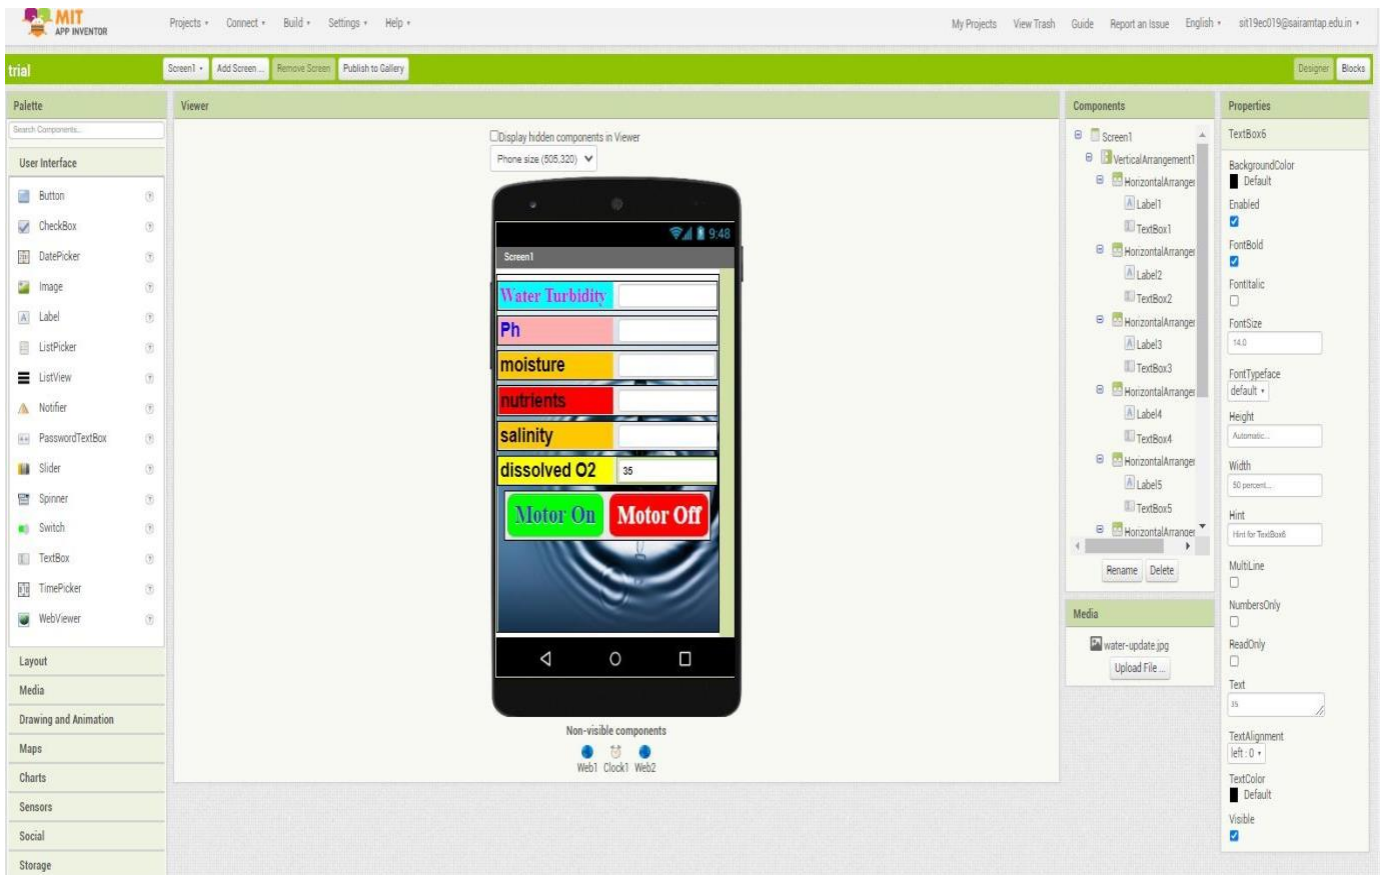 MIT
APP INVENTOR
Projects Connect Build Settings Help
My Projects View Trash Guide Report an Issue English sit19ec019@sairamtap.edu.in
trial
Screen1 Add Screen ... Remove Screen Publish to Gallery
Designer Blocks
Palette
Search Components...
User Interface
Button
CheckBox
DatePicker
Image
Label
ListPicker
ListView
Notifier
PasswordTextBox
Slider
Spinner
Switch
TextBox
TimePicker
WebViewer
Layout
Media
Drawing and Animation
Maps
Charts
Sensors
Social
Storage
Viewer
Display hidden components in Viewer
Phone size (505,320)
9:48
Screen1
Water Turbidity
Ph
moisture
nutrients
salinity
dissolved O2 35
Motor On Motor Off
Non-visible components
Web1 Clock1 Web2
Components
Screen1
VerticalArrangement1
HorizontalArranger
Label1
TextBox1
HorizontalArranger
Label2
TextBox2
HorizontalArranger
Label3
TextBox3
HorizontalArranger
Label4
TextBox4
HorizontalArranger
Label5
TextBox5
HorizontalArranger
Rename Delete
Media
water-update.jpg
Upload File ...
Properties
TextBox6
BackgroundColor
Default
Enabled
FontBold
FontItalic
FontSize
14.0
FontTypeface
default
Height
Automatic...
Width
50 percent...
Hint
Hint for TextBox6
MultiLine
NumbersOnly
ReadOnly
Text
35
TextAlignment
left : 0
TextColor
Default
Visible